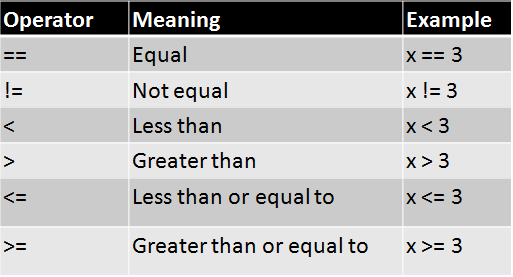 Operator Meaning Example
== Equal x == 3
!= Not equal x != 3
< Less than x < 3
> Greater than x > 3
<= Less than or equal to x <= 3
>= Greater than or equal to x >= 3